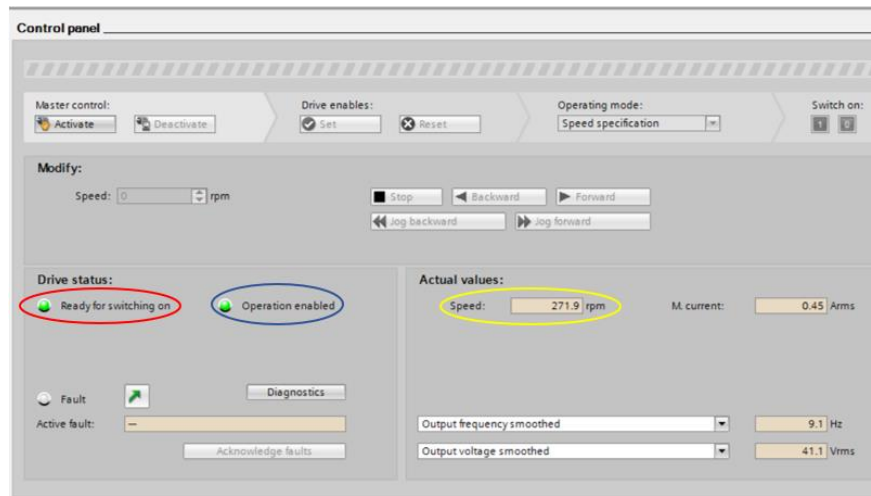 Control panel
Master control:
Activate
Deactivate
Drive enables:
Set
Reset
Operating mode:
Speed specification
Switch on:
1
0
Modify:
Speed: 0 rpm
Stop
Backward
Forward
Jog backward
Jog forward
Drive status:
Ready for switching on
Operation enabled
Fault
Diagnostics
Active fault: —
Acknowledge faults
Actual values:
Speed: 271.9 rpm
M. current: 0.45 Arms
Output frequency smoothed 9.1 Hz
Output voltage smoothed 41.1 Vrms